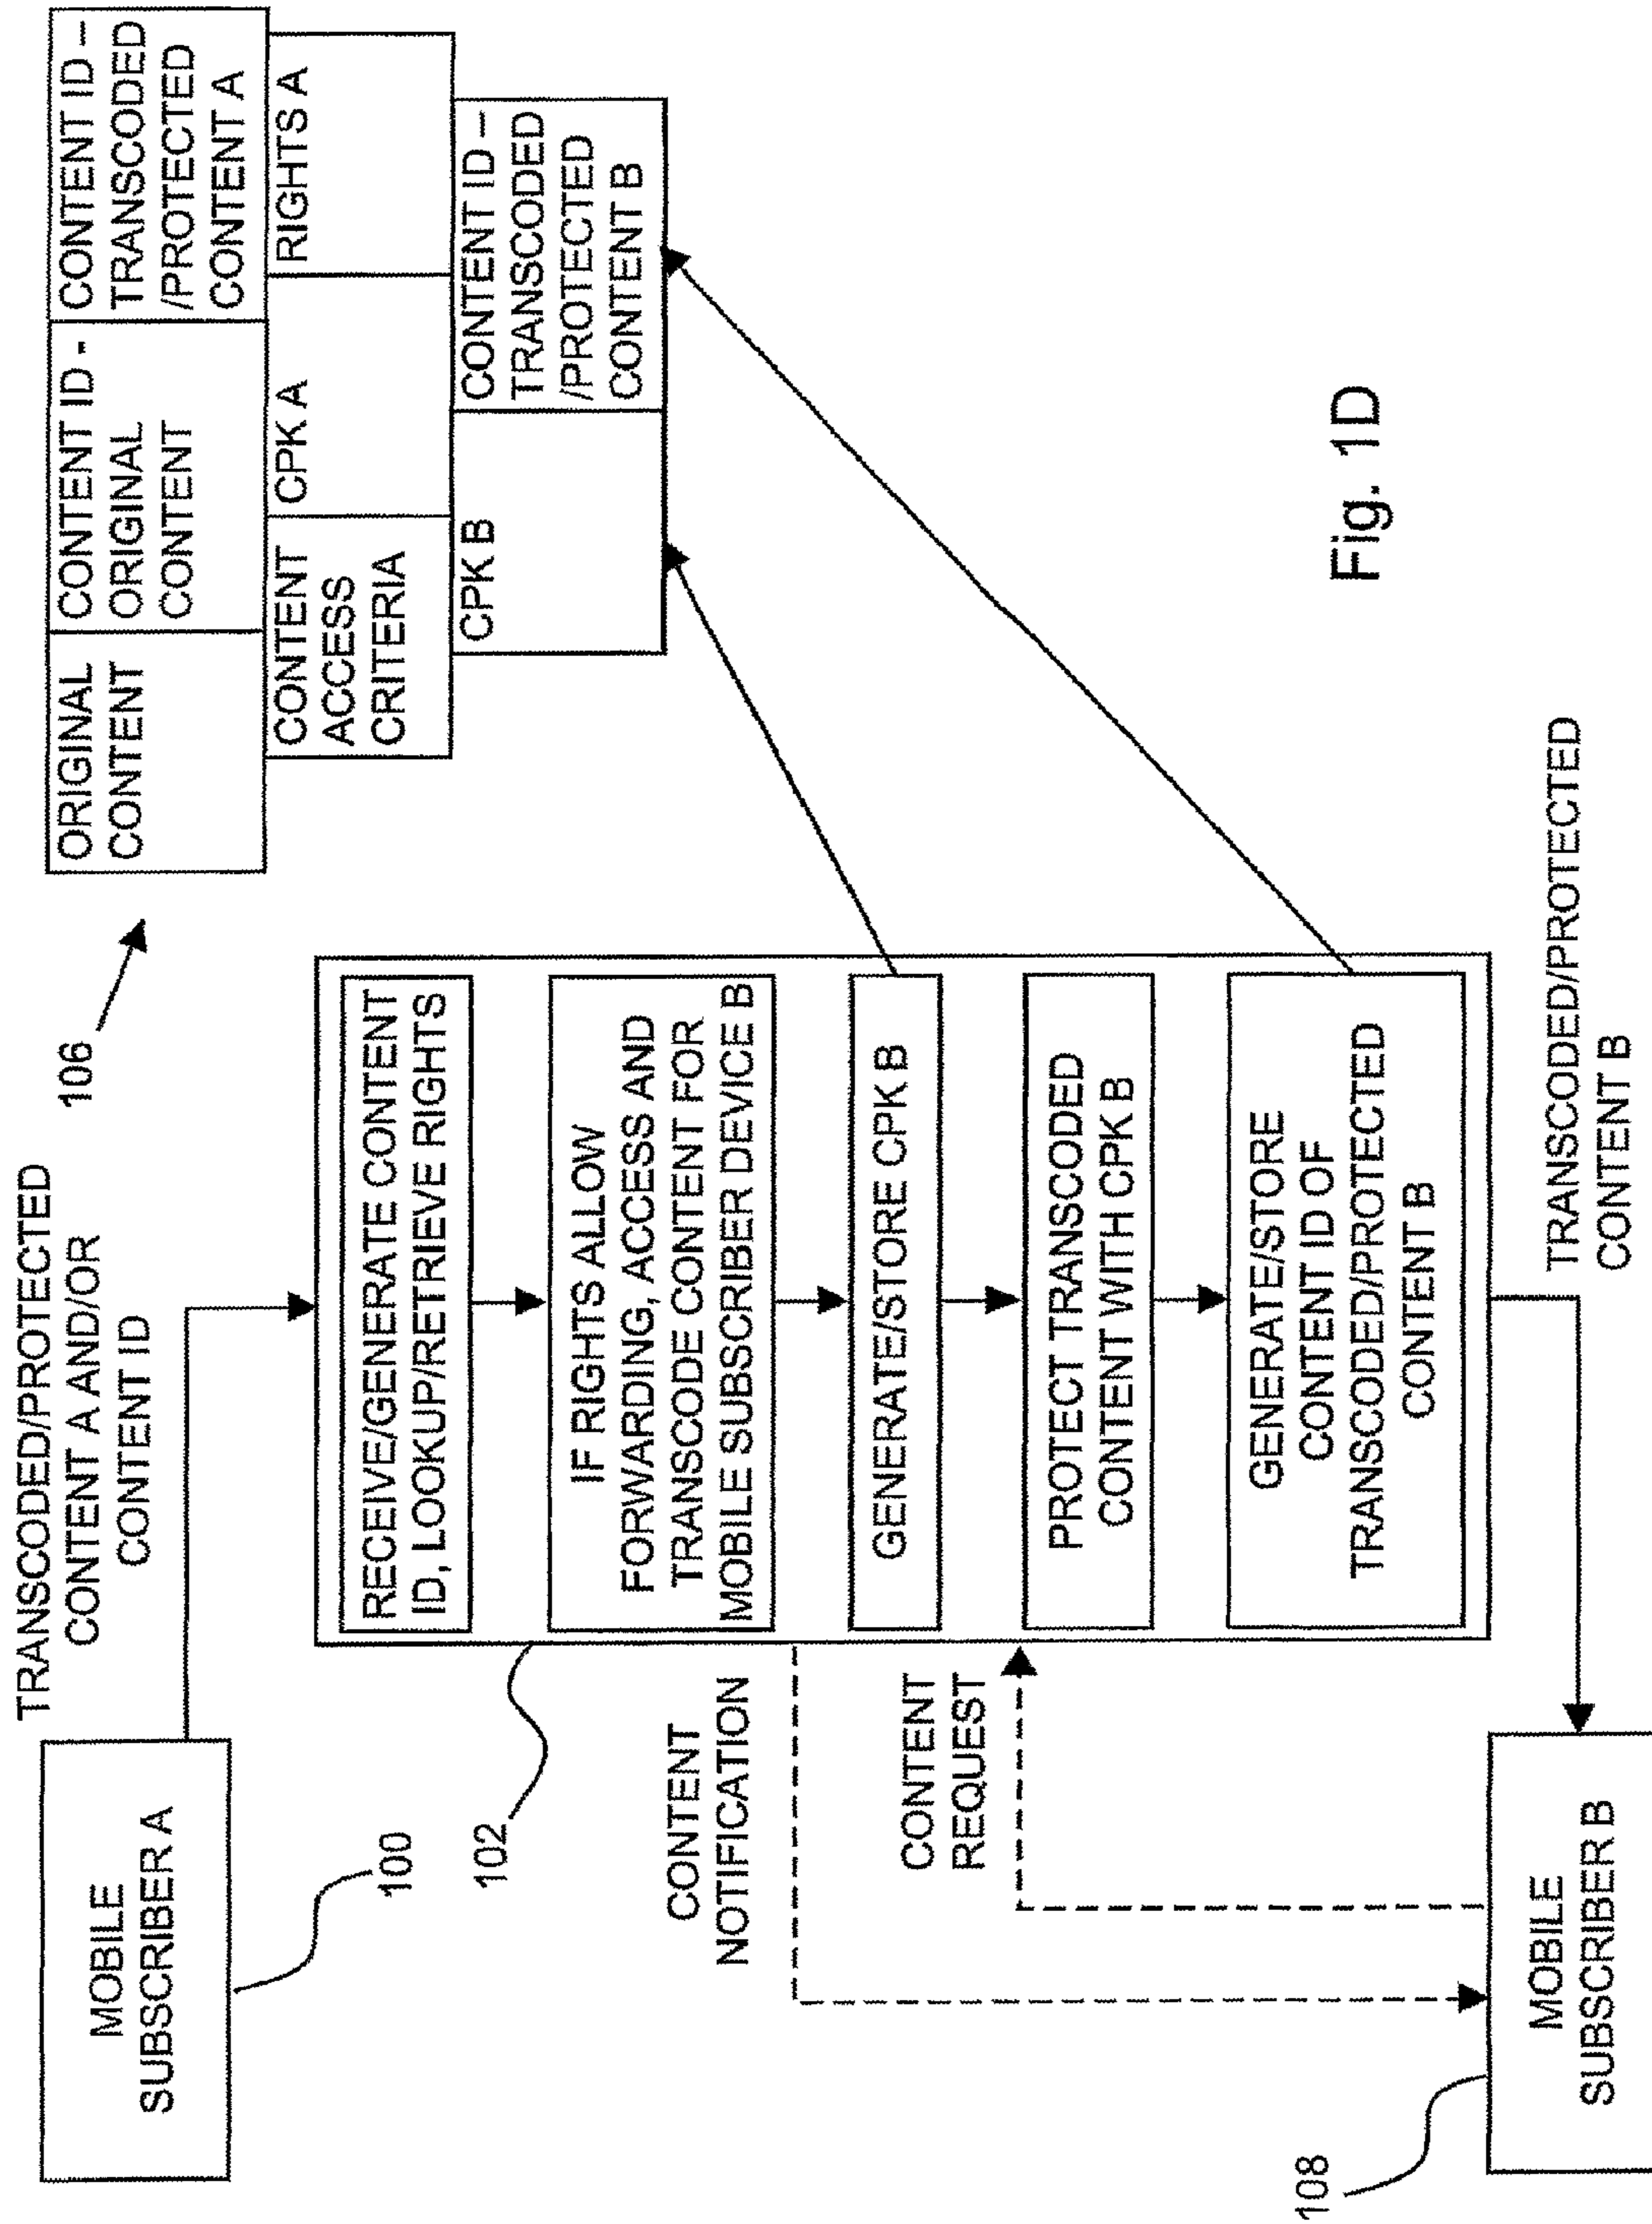 TRANSCODED/PROTECTED
CONTENT A AND/OR
CONTENT ID
MOBILE
SUBSCRIBER A
100
102
106
ORIGINAL
CONTENT
CONTENT ID -
ORIGINAL
CONTENT
CONTENT ID –
TRANSCODED
/PROTECTED
CONTENT A
CONTENT
ACCESS
CRITERIA
CPK A
RIGHTS A
CPK B
CONTENT ID –
TRANSCODED
/PROTECTED
CONTENT B
RECEIVE/GENERATE CONTENT
ID, LOOKUP/RETRIEVE RIGHTS
IF RIGHTS ALLOW
FORWARDING, ACCESS AND
TRANSCODE CONTENT FOR
MOBILE SUBSCRIBER DEVICE B
GENERATE/STORE CPK B
PROTECT TRANSCODED
CONTENT WITH CPK B
GENERATE/STORE
CONTENT ID OF
TRANSCODED/PROTECTED
CONTENT B
CONTENT
NOTIFICATION
CONTENT
REQUEST
108
MOBILE
SUBSCRIBER B
TRANSCODED/PROTECTED
CONTENT B
Fig. 1D